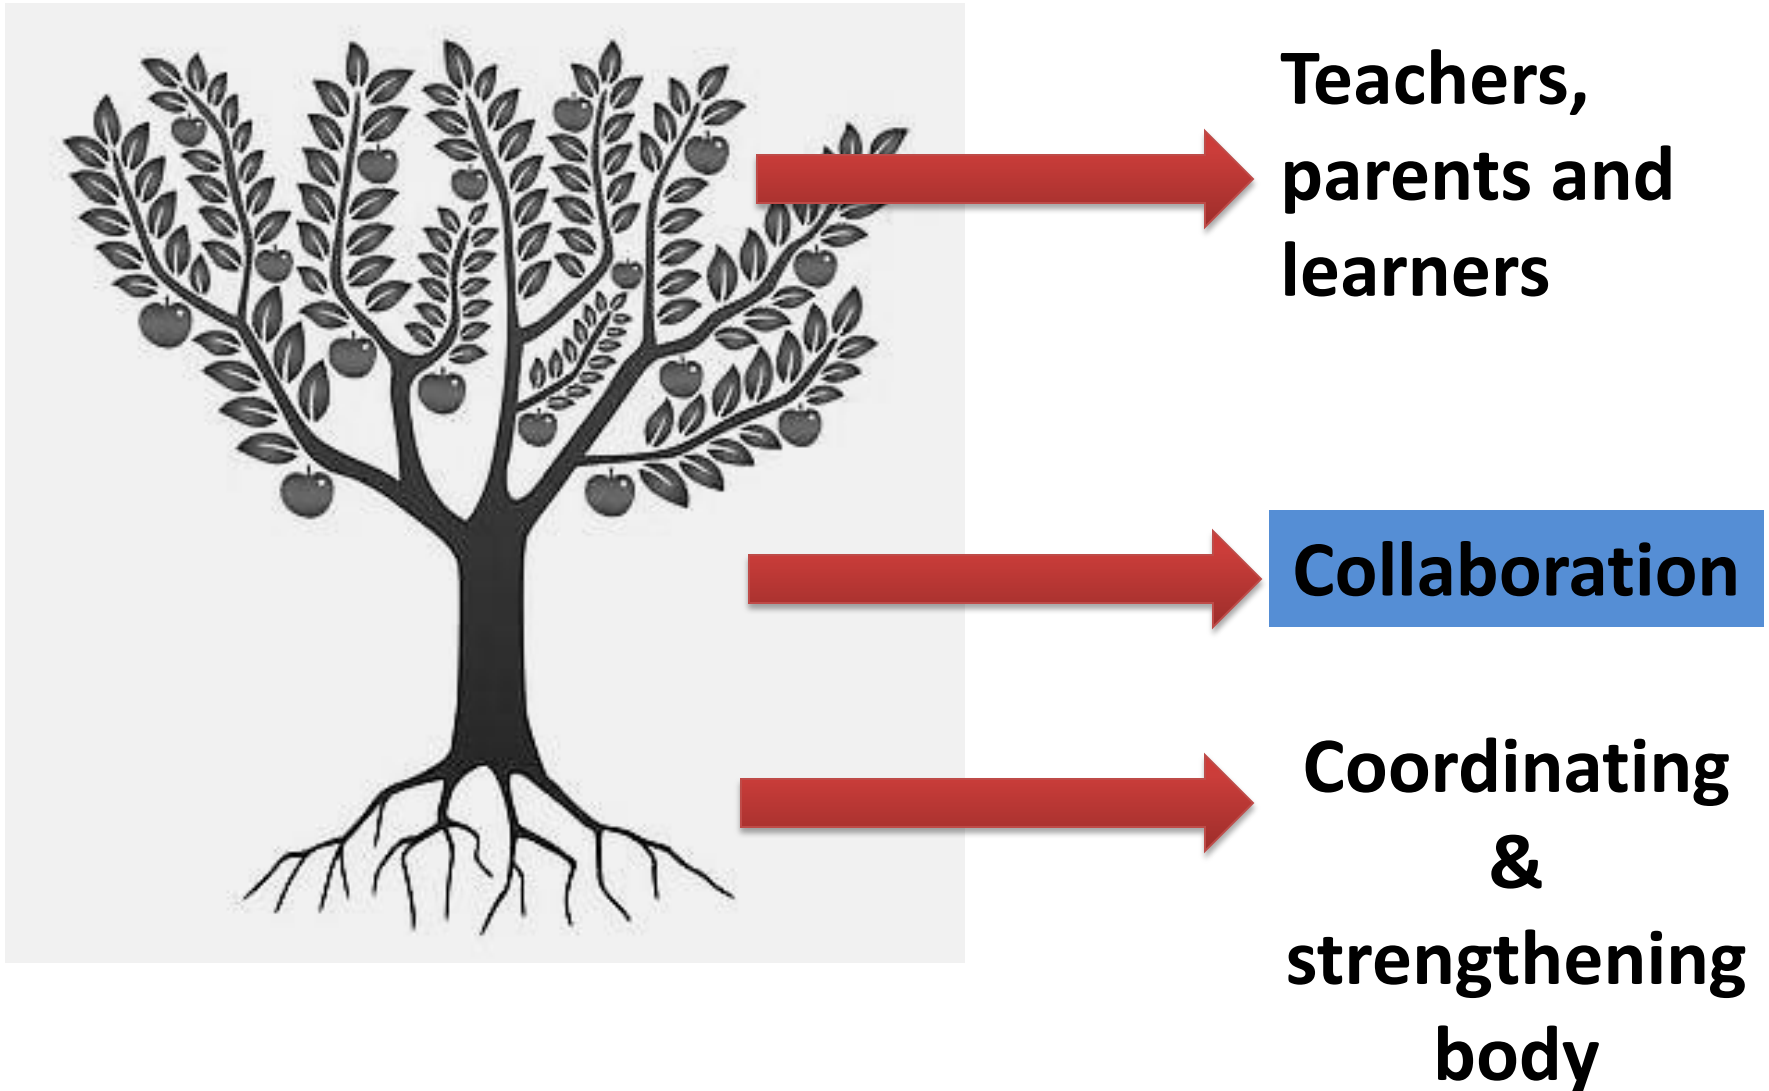 Teachers,
parents and
learners
Collaboration
Coordinating
&
strengthening
body